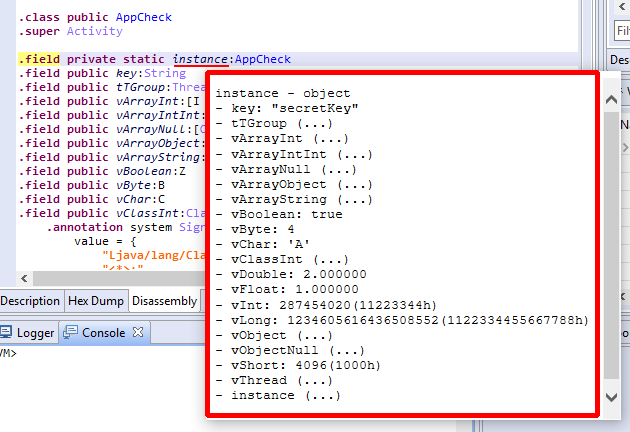 .class public AppCheck
.super Activity
.field private static instance:AppCheck
.field public key:String
.field public tTGroup:Threa
.field public vArrayInt:[I
.field public vArrayIntInt:
.field public vArrayNull:[O
.field public vArrayObject:
.field public vArrayString:
.field public vBoolean:Z
.field public vByte:B
.field public vChar:C
.field public vClassInt:Cla
.annotation system Sign
value = {
"Ljava/lang/Cla
"<*>;"
instance - object
- key: "secretKey"
- tTGroup (...)
- vArrayInt (...)
- vArrayIntInt (...)
- vArrayNull (...)
- vArrayObject (...)
- vArrayString (...)
- vBoolean: true
- vByte: 4
- vChar: 'A'
- vClassInt (...)
- vDouble: 2.000000
- vFloat: 1.000000
- vInt: 287454020(11223344h)
- vLong: 1234605616436508552(1122334455667788h)
- vObject (...)
- vObjectNull (...)
- vShort: 4096(1000h)
- vThread (...)
- instance (...)
Description Hex Dump Disassembly
Logger Console
VM>
Filt
Des